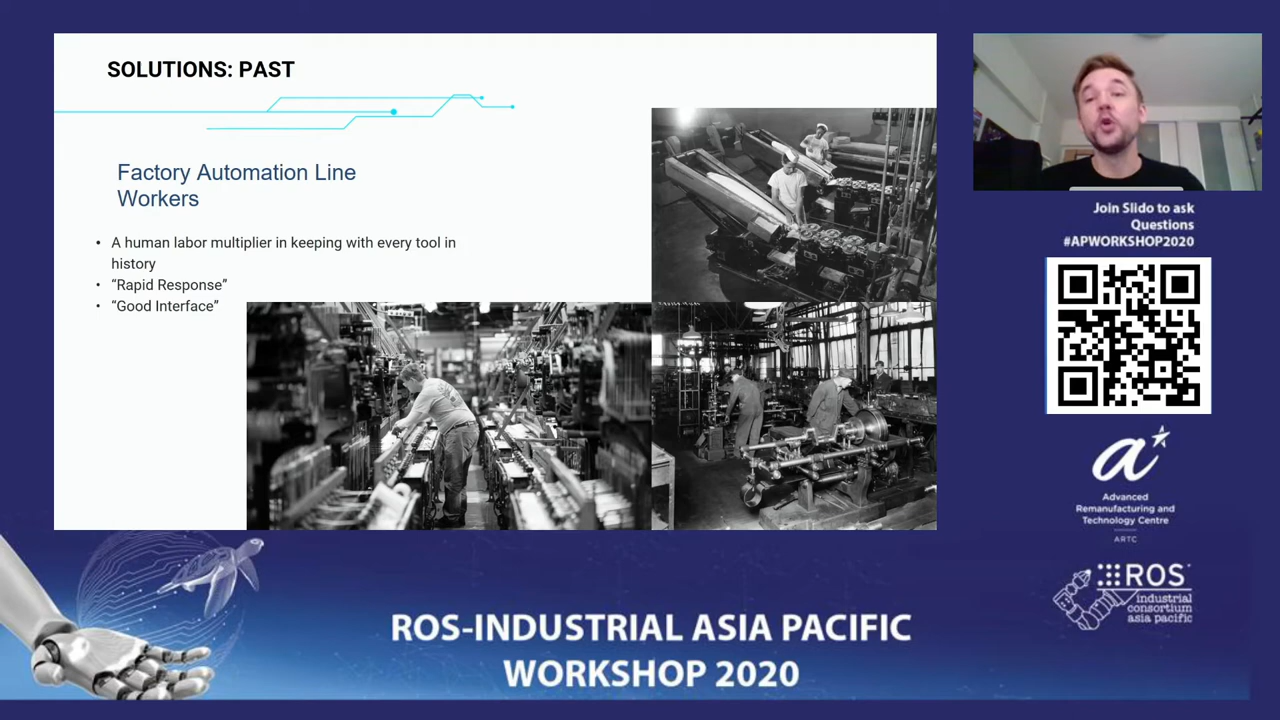 SOLUTIONS: PAST
Factory Automation Line
Workers
• A human labor multiplier in keeping with every tool in
history
• “Rapid Response”
• “Good Interface”
Join Slido to ask
Questions
#APWORKSHOP2020
a
Advanced
Remanufacturing and
Technology Centre
ARTC
ROS
industrial
consortium
asia pacific
ROS-INDUSTRIAL ASIA PACIFIC
WORKSHOP 2020